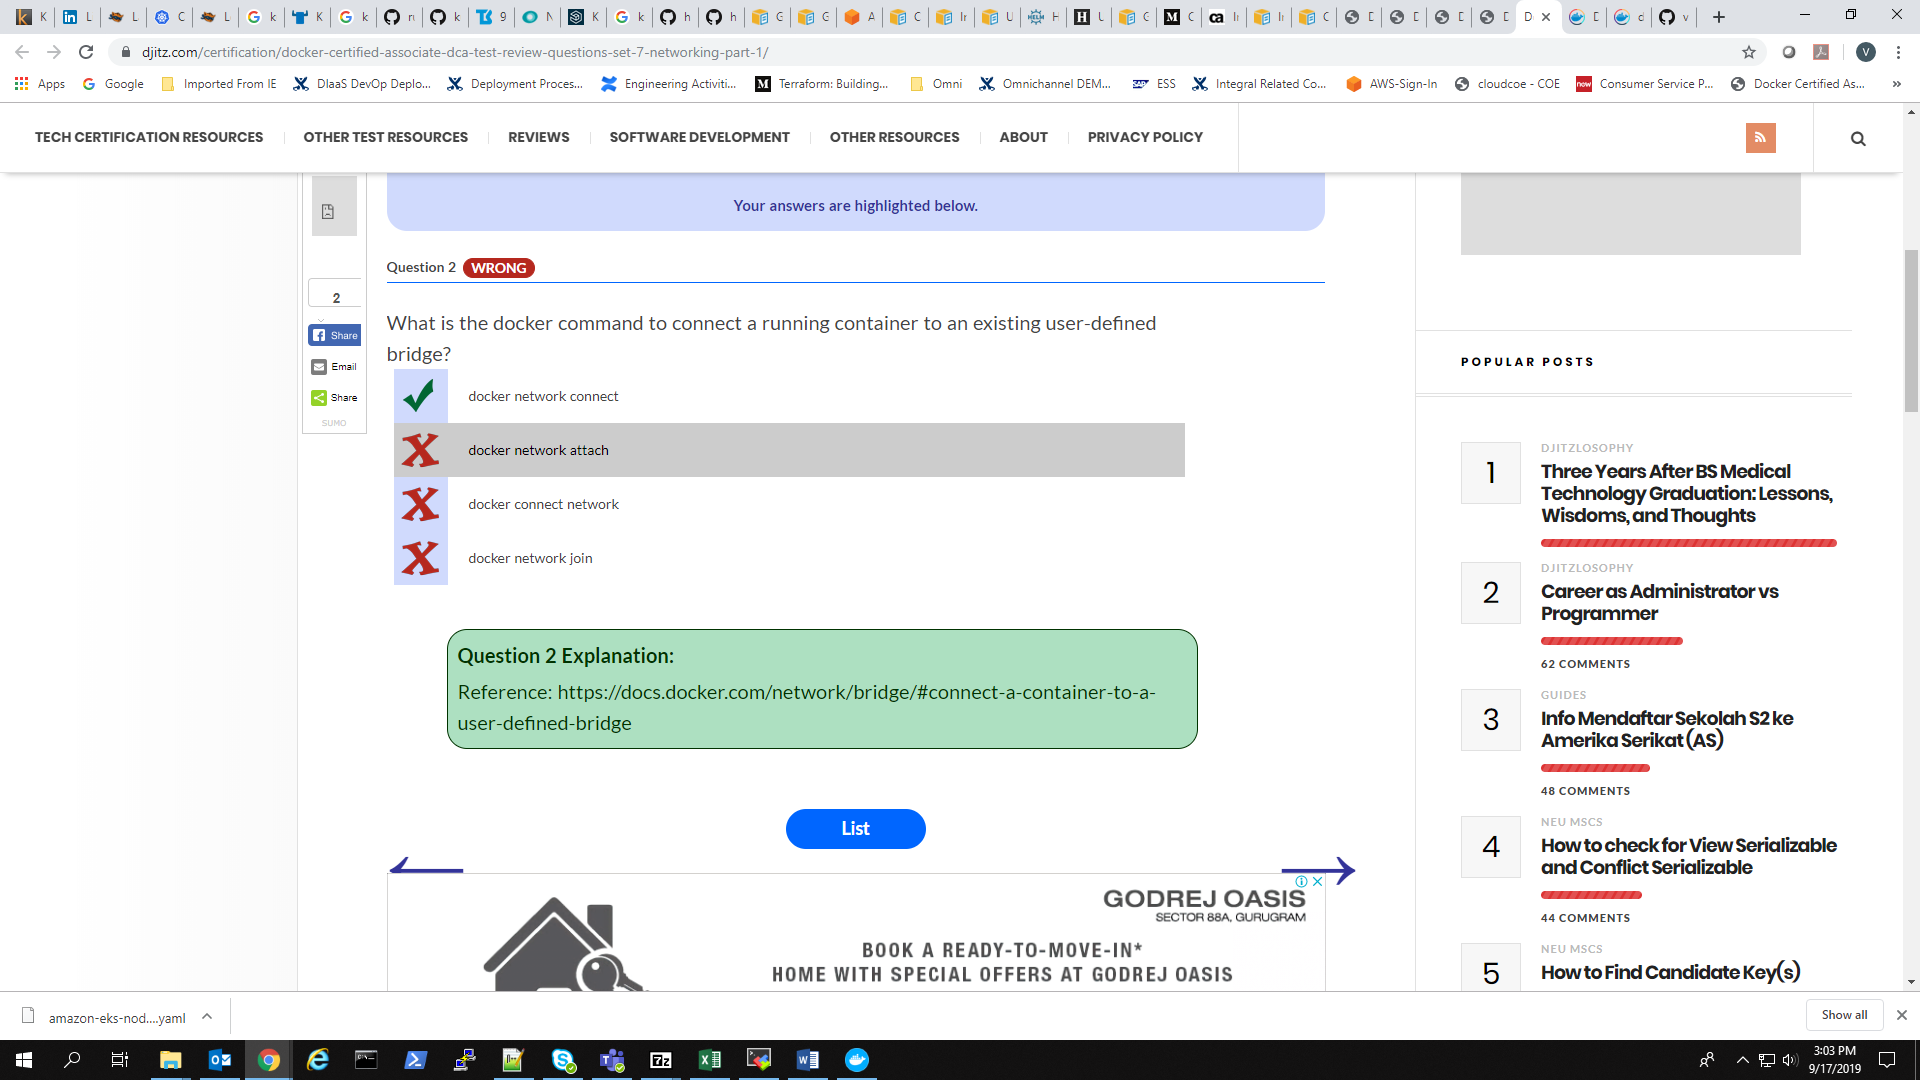 K
L
L
C
L
k
K
k
ru
k
9
N
K
k
h
h
G
G
A
C
In
U
H
U
G
C
In
In
C
D
D
D
D
D
D
d
v
djitz.com/certification/docker-certified-associate-dca-test-review-questions-set-7-networking-part-1/
V
Apps
Google
Imported From IE
DIaaS DevOp Deplo...
Deployment Proces...
Engineering Activiti...
Terraform: Building...
Omni
Omnichannel DEM...
ESS
Integral Related Co...
AWS-Sign-In
cloudcoe - COE
Consumer Service P...
Docker Certified As...
»
TECH CERTIFICATION RESOURCES
OTHER TEST RESOURCES
REVIEWS
SOFTWARE DEVELOPMENT
OTHER RESOURCES
ABOUT
PRIVACY POLICY
Your answers are highlighted below.
Question 2 WRONG
2
Share
Email
Share
SUMO
What is the docker command to connect a running container to an existing user-defined
bridge?
docker network connect
docker network attach
docker connect network
docker network join
Question 2 Explanation:
Reference: https://docs.docker.com/network/bridge/#connect-a-container-to-a-
user-defined-bridge
List
GODREJ OASIS
SECTOR 88A, GURUGRAM
BOOK A READY-TO-MOVE-IN*
HOME WITH SPECIAL OFFERS AT GODREJ OASIS
POPULAR POSTS
1
DJITZLOSOPHY
Three Years After BS Medical
Technology Graduation: Lessons,
Wisdoms, and Thoughts
2
DJITZLOSOPHY
Career as Administrator vs
Programmer
62 COMMENTS
3
GUIDES
Info Mendaftar Sekolah S2 ke
Amerika Serikat (AS)
48 COMMENTS
4
NEU MSCS
How to check for View Serializable
and Conflict Serializable
44 COMMENTS
5
NEU MSCS
How to Find Candidate Key(s)
amazon-eks-nod....yaml
Show all
3:03 PM
9/17/2019